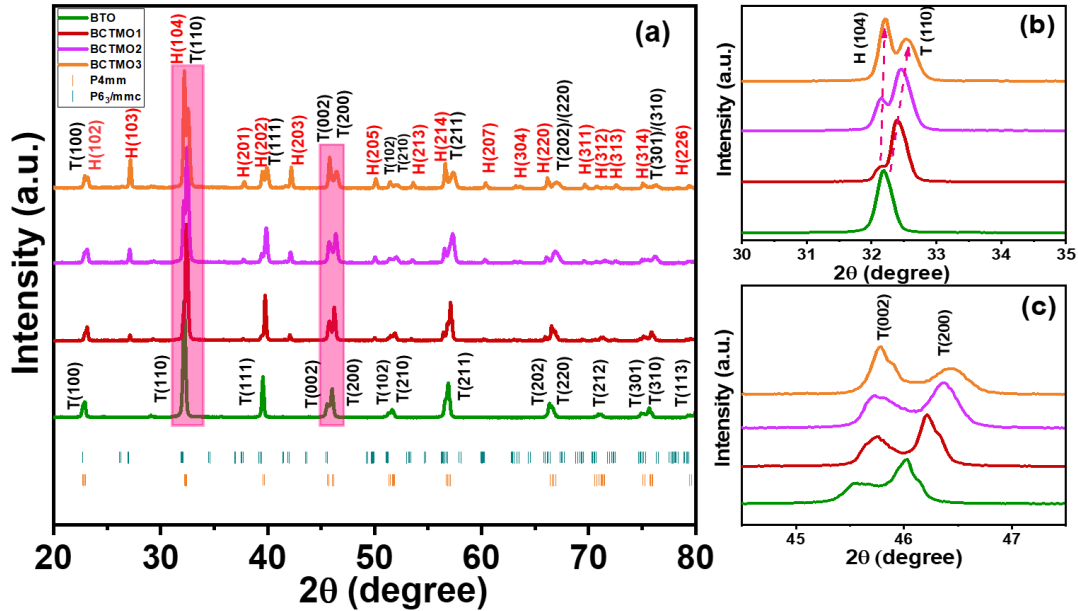 BTO
BCTMO1
BCTMO2
BCTMO3
P4mm
P6₃/mmc
(a)
T(100)
H(102)
H(103)
H(104)
T(110)
H(201)
H(202)
T(111)
H(203)
T(002)
T(200)
H(205)
T(102)
T(210)
H(213)
H(214)
T(211)
H(207)
H(304)
H(220)
T(202)/(220)
H(311)
H(312)
H(313)
H(314)
T(301)/(310)
H(226)
T(100)
T(110)
T(111)
T(002)
T(200)
T(102)
T(210)
T(211)
T(202)
T(220)
T(212)
T(301)
T(310)
T(113)
Intensity (a.u.)
20 30 40 50 60 70 80
2θ (degree)
(b)
H (104)
T (110)
Intensity (a.u.)
30 31 32 33 34 35
2θ (degree)
(c)
T(002)
T(200)
Intensity (a.u.)
45 46 47
2θ (degree)